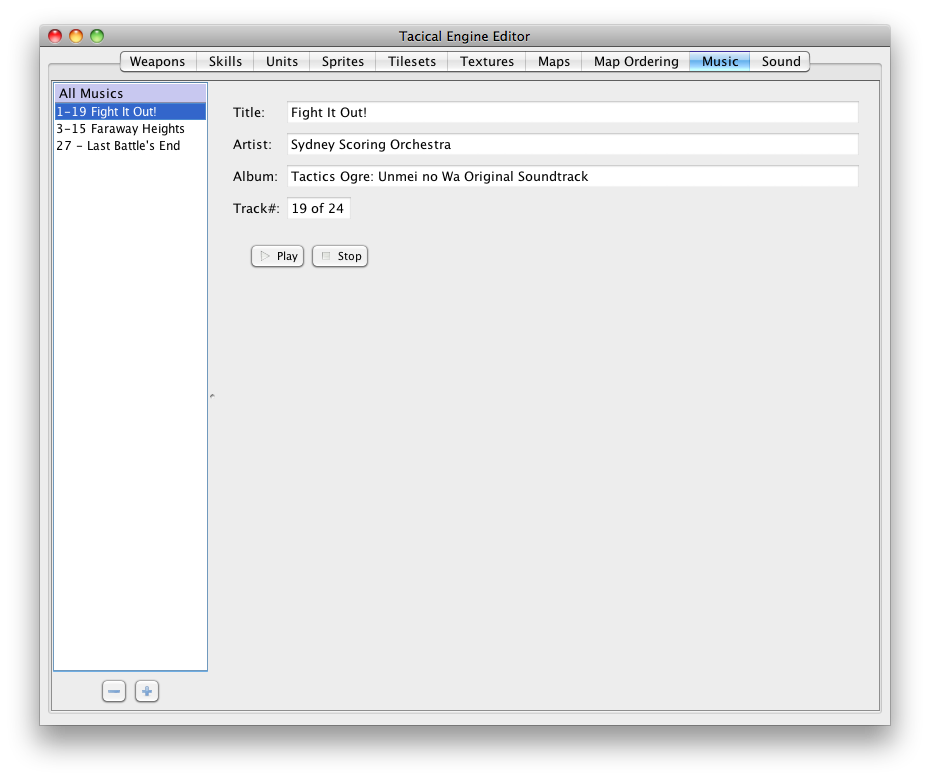 Tacical Engine Editor
Weapons Skills Units Sprites Tilesets Textures Maps Map Ordering Music Sound
All Musics
1-19 Fight It Out!
3-15 Faraway Heights
27 - Last Battle's End
Title: Fight It Out!
Artist: Sydney Scoring Orchestra
Album: Tactics Ogre: Unmei no Wa Original Soundtrack
Track#: 19 of 24
Play Stop